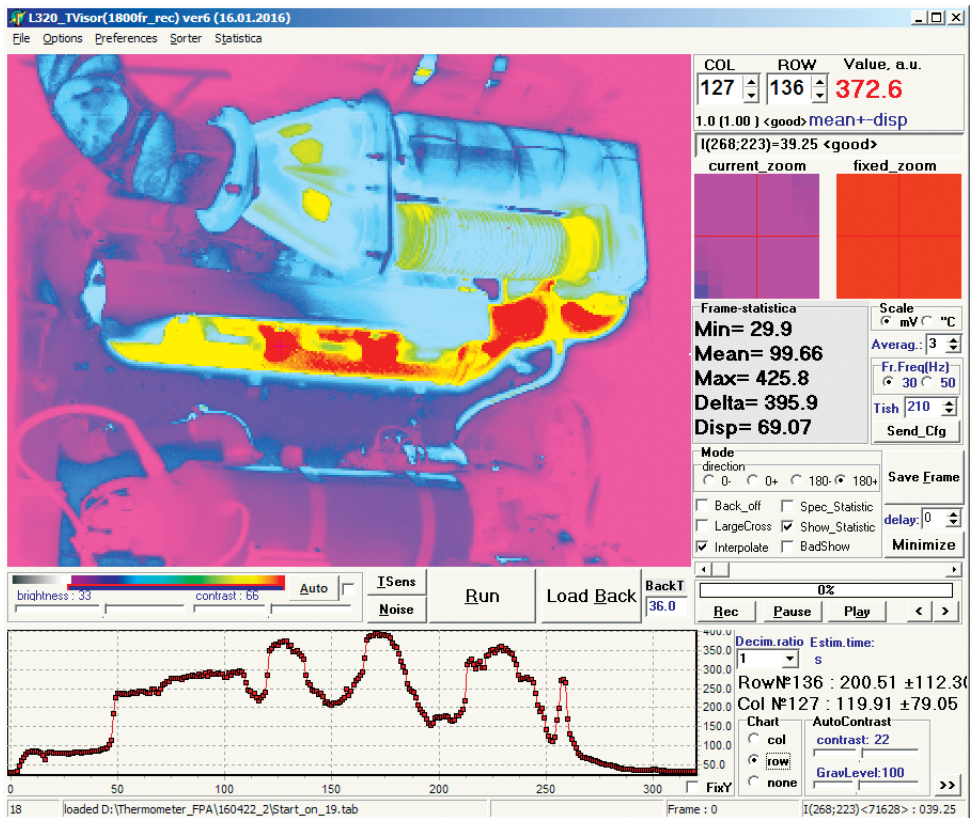 L320_TVisor(1800fr_rec) ver6 (16.01.2016)
File Options Preferences Sorter Statistica
COL ROW Value, a.u.
127 136 372.6
1.0 (1.00 ) <good> mean+-disp
I(268;223)=39.25 <good>
current_zoom fixed_zoom
Frame-statistica
Min= 29.9
Mean= 99.66
Max= 425.8
Delta= 395.9
Disp= 69.07
Scale
mV °C
Averag.: 3
Fr.Freq(Hz)
30 50
Tish 210
Send_Cfg
Mode
direction
0- 0+ 180- 180+
Back_off Spec_Statistic
LargeCross Show_Statistic
Interpolate BadShow
Save Frame
delay: 0
Minimize
brightness : 33 contrast : 66
Auto
TSens
Noise
Run
Load Back
BackT
36.0
0%
Rec Pause Play < >
400.0
350.0
300.0
250.0
200.0
150.0
100.0
50.0
0 50 100 150 200 250 300
FixY
Decim.ratio Estim.time:
1 s
Row№136 : 200.51 ±112.30
Col №127 : 119.91 ±79.05
Chart
col
row
none
AutoContrast
contrast: 22
GravLevel:100
>>
18 loaded D:\Thermometer_FPA\160422_2\Start_on_19.tab Frame : 0 I(268;223)<71628> : 039.25